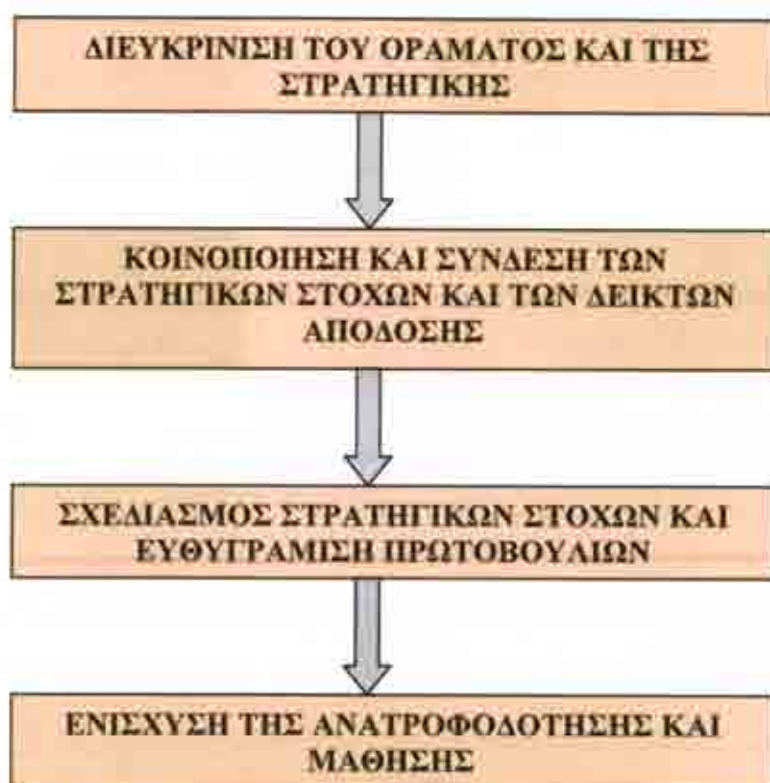 ΔΙΕΥΚΡΙΝΙΣΗ ΤΟΥ ΟΡΑΜΑΤΟΣ ΚΑΙ ΤΗΣ
ΣΤΡΑΤΗΓΙΚΗΣ
ΚΟΙΝΟΠΟΙΗΣΗ ΚΑΙ ΣΥΝΔΕΣΗ ΤΩΝ
ΣΤΡΑΤΗΓΙΚΩΝ ΣΤΟΧΩΝ ΚΑΙ ΤΩΝ ΔΕΙΚΤΩΝ
ΑΠΟΔΟΣΗΣ
ΣΧΕΔΙΑΣΜΟΣ ΣΤΡΑΤΗΓΙΚΩΝ ΣΤΟΧΩΝ ΚΑΙ
ΕΥΘΥΓΡΑΜΙΣΗ ΠΡΩΤΟΒΟΥΛΙΩΝ
ΕΝΙΣΧΥΣΗ ΤΗΣ ΑΝΑΤΡΟΦΟΔΟΤΗΣΗΣ ΚΑΙ
ΜΑΘΗΣΗΣ